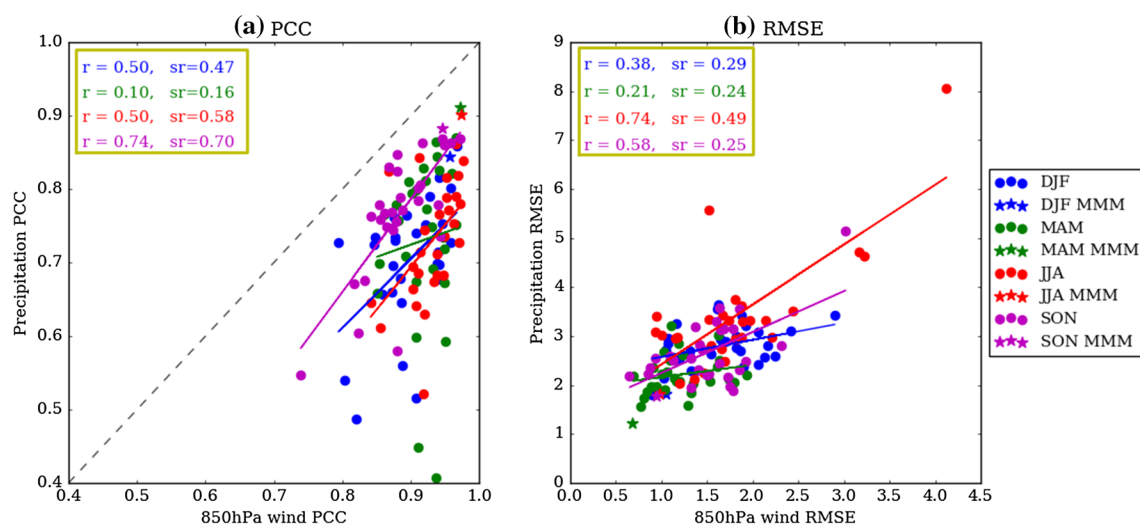 (a) PCC
r = 0.50, sr=0.47
r = 0.10, sr=0.16
r = 0.50, sr=0.58
r = 0.74, sr=0.70
1.0
0.9
0.8
0.7
0.6
0.5
0.4
Precipitation PCC
0.4 0.5 0.6 0.7 0.8 0.9 1.0
850hPa wind PCC
(b) RMSE
r = 0.38, sr = 0.29
r = 0.21, sr = 0.24
r = 0.74, sr = 0.49
r = 0.58, sr = 0.25
9
8
7
6
5
4
3
2
1
0
Precipitation RMSE
0.0 0.5 1.0 1.5 2.0 2.5 3.0 3.5 4.0 4.5
850hPa wind RMSE
DJF
DJF MMM
MAM
MAM MMM
JJA
JJA MMM
SON
SON MMM